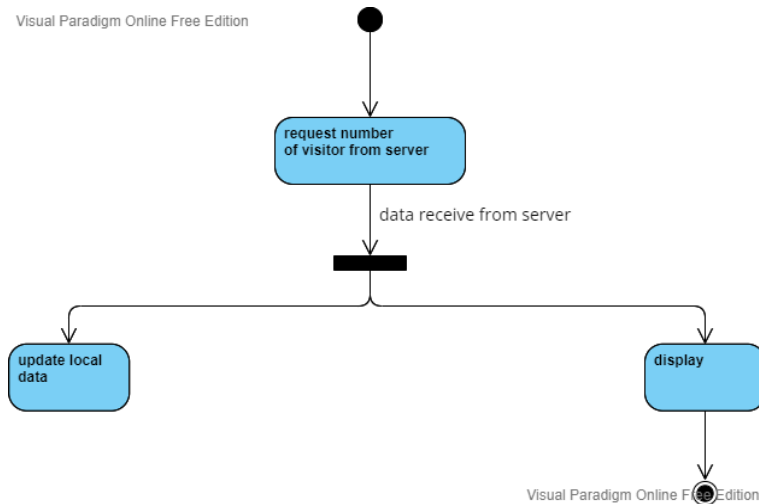 Visual Paradigm Online Free Edition
request number
of visitor from server
data receive from server
update local
data
display
Visual Paradigm Online Free Edition